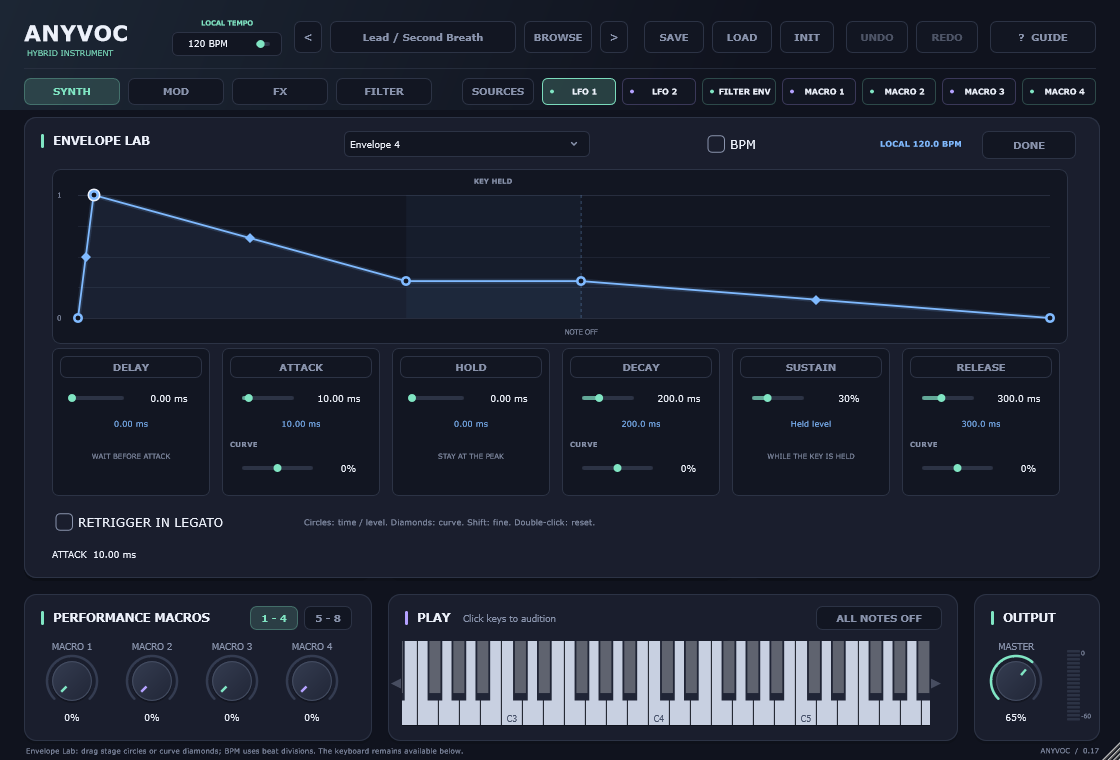 ANYVOC
HYBRID INSTRUMENT
LOCAL TEMPO
120 BPM
< Lead / Second Breath BROWSE > SAVE LOAD INIT UNDO REDO ? GUIDE
SYNTH MOD FX FILTER SOURCES LFO 1 LFO 2 FILTER ENV MACRO 1 MACRO 2 MACRO 3 MACRO 4
ENVELOPE LAB Envelope 4 BPM LOCAL 120.0 BPM DONE
KEY HELD
1
0
NOTE OFF
DELAY ATTACK HOLD DECAY SUSTAIN RELEASE
0.00 ms 10.00 ms 0.00 ms 200.0 ms 30% 300.0 ms
0.00 ms 10.00 ms 0.00 ms 200.0 ms Held level 300.0 ms
CURVE CURVE CURVE
WAIT BEFORE ATTACK STAY AT THE PEAK WHILE THE KEY IS HELD
0% 0% 0%
RETRIGGER IN LEGATO Circles: time / level. Diamonds: curve. Shift: fine. Double-click: reset.
ATTACK 10.00 ms
PERFORMANCE MACROS 1 - 4 5 - 8
MACRO 1 MACRO 2 MACRO 3 MACRO 4
0% 0% 0% 0%
PLAY Click keys to audition ALL NOTES OFF
C3 C4 C5
OUTPUT
MASTER
65%
0
-60
Envelope Lab: drag stage circles or curve diamonds; BPM uses beat divisions. The keyboard remains available below.
ANYVOC / 0.17